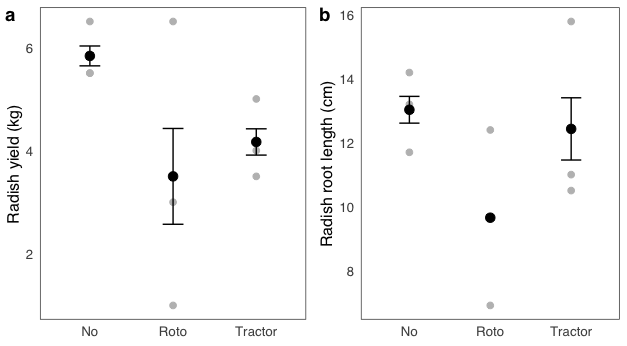 a
Radish yield (kg)
6
4
2
No Roto Tractor
b
Radish root length (cm)
16
14
12
10
8
No Roto Tractor